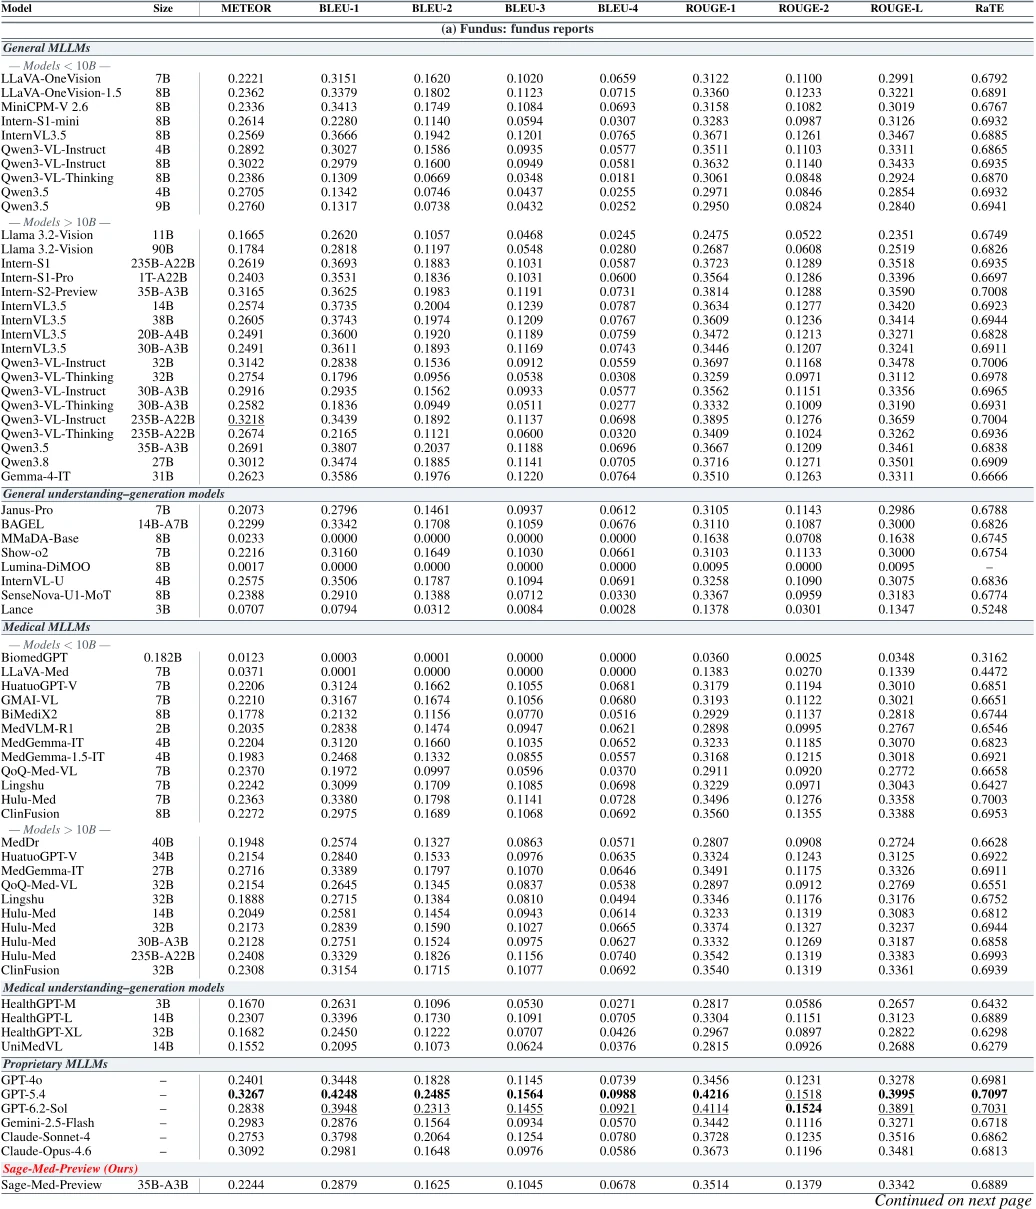 Model Size METEOR BLEU-1 BLEU-2 BLEU-3 BLEU-4 ROUGE-1 ROUGE-2 ROUGE-L RaTE
(a) Fundus: fundus reports
General MLLMs
— Models < 10B —
LLaVA-OneVision 7B 0.2221 0.3151 0.1620 0.1020 0.0659 0.3122 0.1100 0.2991 0.6792
LLaVA-OneVision-1.5 8B 0.2362 0.3379 0.1802 0.1123 0.0715 0.3360 0.1233 0.3221 0.6891
MiniCPM-V 2.6 8B 0.2336 0.3413 0.1749 0.1084 0.0693 0.3158 0.1082 0.3019 0.6767
Intern-S1-mini 8B 0.2614 0.2280 0.1140 0.0594 0.0307 0.3283 0.0987 0.3126 0.6932
InternVL3.5 8B 0.2569 0.3666 0.1942 0.1201 0.0765 0.3671 0.1261 0.3467 0.6885
Qwen3-VL-Instruct 4B 0.2892 0.3027 0.1586 0.0935 0.0577 0.3511 0.1103 0.3311 0.6865
Qwen3-VL-Instruct 8B 0.3022 0.2979 0.1600 0.0949 0.0581 0.3632 0.1140 0.3433 0.6935
Qwen3-VL-Thinking 8B 0.2386 0.1309 0.0669 0.0348 0.0181 0.3061 0.0848 0.2924 0.6870
Qwen3.5 4B 0.2705 0.1342 0.0746 0.0437 0.0255 0.2971 0.0846 0.2854 0.6932
Qwen3.5 9B 0.2760 0.1317 0.0738 0.0432 0.0252 0.2950 0.0824 0.2840 0.6941
— Models > 10B —
Llama 3.2-Vision 11B 0.1665 0.2620 0.1057 0.0468 0.0245 0.2475 0.0522 0.2351 0.6749
Llama 3.2-Vision 90B 0.1784 0.2818 0.1197 0.0548 0.0280 0.2687 0.0608 0.2519 0.6826
Intern-S1 235B-A22B 0.2619 0.3693 0.1883 0.1031 0.0587 0.3723 0.1289 0.3518 0.6935
Intern-S1-Pro 1T-A22B 0.2403 0.3531 0.1836 0.1031 0.0600 0.3564 0.1286 0.3396 0.6697
Intern-S2-Preview 35B-A3B 0.3165 0.3625 0.1983 0.1191 0.0731 0.3814 0.1288 0.3590 0.7008
InternVL3.5 14B 0.2574 0.3735 0.2004 0.1239 0.0787 0.3634 0.1277 0.3420 0.6923
InternVL3.5 38B 0.2605 0.3743 0.1974 0.1209 0.0767 0.3609 0.1236 0.3414 0.6944
InternVL3.5 20B-A4B 0.2491 0.3600 0.1920 0.1189 0.0759 0.3472 0.1213 0.3271 0.6828
InternVL3.5 30B-A3B 0.2491 0.3611 0.1893 0.1169 0.0743 0.3446 0.1207 0.3241 0.6911
Qwen3-VL-Instruct 32B 0.3142 0.2838 0.1536 0.0912 0.0559 0.3697 0.1168 0.3478 0.7006
Qwen3-VL-Thinking 32B 0.2754 0.1796 0.0956 0.0538 0.0308 0.3259 0.0971 0.3112 0.6978
Qwen3-VL-Instruct 30B-A3B 0.2916 0.2935 0.1562 0.0933 0.0577 0.3562 0.1151 0.3356 0.6965
Qwen3-VL-Thinking 30B-A3B 0.2582 0.1836 0.0949 0.0511 0.0277 0.3332 0.1009 0.3190 0.6931
Qwen3-VL-Instruct 235B-A22B 0.3218 0.3439 0.1892 0.1137 0.0698 0.3895 0.1276 0.3659 0.7004
Qwen3-VL-Thinking 235B-A22B 0.2674 0.2165 0.1121 0.0600 0.0320 0.3409 0.1024 0.3262 0.6936
Qwen3.5 35B-A3B 0.2691 0.3807 0.2037 0.1188 0.0696 0.3667 0.1209 0.3461 0.6838
Qwen3.8 27B 0.3012 0.3474 0.1885 0.1141 0.0705 0.3716 0.1271 0.3501 0.6909
Gemma-4-IT 31B 0.2623 0.3586 0.1976 0.1220 0.0764 0.3510 0.1263 0.3311 0.6666
General understanding–generation models
Janus-Pro 7B 0.2073 0.2796 0.1461 0.0937 0.0612 0.3105 0.1143 0.2986 0.6788
BAGEL 14B-A7B 0.2299 0.3342 0.1708 0.1059 0.0676 0.3110 0.1087 0.3000 0.6826
MMaDA-Base 8B 0.0233 0.0000 0.0000 0.0000 0.0000 0.1638 0.0708 0.1638 0.6745
Show-o2 7B 0.2216 0.3160 0.1649 0.1030 0.0661 0.3103 0.1133 0.3000 0.6754
Lumina-DiMOO 8B 0.0017 0.0000 0.0000 0.0000 0.0000 0.0095 0.0000 0.0095 –
InternVL-U 4B 0.2575 0.3506 0.1787 0.1094 0.0691 0.3258 0.1090 0.3075 0.6836
SenseNova-U1-MoT 8B 0.2388 0.2910 0.1388 0.0712 0.0330 0.3367 0.0959 0.3183 0.6774
Lance 3B 0.0707 0.0794 0.0312 0.0084 0.0028 0.1378 0.0301 0.1347 0.5248
Medical MLLMs
— Models < 10B —
BiomedGPT 0.182B 0.0123 0.0003 0.0001 0.0000 0.0000 0.0360 0.0025 0.0348 0.3162
LLaVA-Med 7B 0.0371 0.0001 0.0000 0.0000 0.0000 0.1383 0.0270 0.1339 0.4472
HuatuoGPT-V 7B 0.2206 0.3124 0.1662 0.1055 0.0681 0.3179 0.1194 0.3010 0.6851
GMAI-VL 7B 0.2210 0.3167 0.1674 0.1056 0.0680 0.3193 0.1122 0.3021 0.6651
BiMediX2 8B 0.1778 0.2132 0.1156 0.0770 0.0516 0.2929 0.1137 0.2818 0.6744
MedVLM-R1 2B 0.2035 0.2838 0.1474 0.0947 0.0621 0.2898 0.0995 0.2767 0.6546
MedGemma-IT 4B 0.2204 0.3120 0.1660 0.1035 0.0652 0.3233 0.1185 0.3070 0.6823
MedGemma-1.5-IT 4B 0.1983 0.2468 0.1332 0.0855 0.0557 0.3168 0.1215 0.3018 0.6921
QoQ-Med-VL 7B 0.2370 0.1972 0.0997 0.0596 0.0370 0.2911 0.0920 0.2772 0.6658
Lingshu 7B 0.2242 0.3099 0.1709 0.1085 0.0698 0.3229 0.0971 0.3043 0.6427
Hulu-Med 7B 0.2363 0.3380 0.1798 0.1141 0.0728 0.3496 0.1276 0.3358 0.7003
ClinFusion 8B 0.2272 0.2975 0.1689 0.1068 0.0692 0.3560 0.1355 0.3388 0.6953
— Models > 10B —
MedDr 40B 0.1948 0.2574 0.1327 0.0863 0.0571 0.2807 0.0908 0.2724 0.6628
HuatuoGPT-V 34B 0.2154 0.2840 0.1533 0.0976 0.0635 0.3324 0.1243 0.3125 0.6922
MedGemma-IT 27B 0.2716 0.3389 0.1797 0.1070 0.0646 0.3491 0.1175 0.3326 0.6911
QoQ-Med-VL 32B 0.2154 0.2645 0.1345 0.0837 0.0538 0.2897 0.0912 0.2769 0.6551
Lingshu 32B 0.1888 0.2715 0.1384 0.0810 0.0494 0.3346 0.1176 0.3176 0.6752
Hulu-Med 14B 0.2049 0.2581 0.1454 0.0943 0.0614 0.3233 0.1319 0.3083 0.6812
Hulu-Med 32B 0.2173 0.2839 0.1590 0.1027 0.0665 0.3374 0.1327 0.3237 0.6944
Hulu-Med 30B-A3B 0.2128 0.2751 0.1524 0.0975 0.0627 0.3332 0.1269 0.3187 0.6858
Hulu-Med 235B-A22B 0.2408 0.3329 0.1826 0.1156 0.0740 0.3542 0.1319 0.3383 0.6993
ClinFusion 32B 0.2308 0.3154 0.1715 0.1077 0.0692 0.3540 0.1319 0.3361 0.6939
Medical understanding–generation models
HealthGPT-M 3B 0.1670 0.2631 0.1096 0.0530 0.0271 0.2817 0.0586 0.2657 0.6432
HealthGPT-L 14B 0.2307 0.3396 0.1730 0.1091 0.0705 0.3304 0.1151 0.3123 0.6889
HealthGPT-XL 32B 0.1682 0.2450 0.1222 0.0707 0.0426 0.2967 0.0897 0.2822 0.6298
UniMedVL 14B 0.1552 0.2095 0.1073 0.0624 0.0376 0.2815 0.0926 0.2688 0.6279
Proprietary MLLMs
GPT-4o – 0.2401 0.3448 0.1828 0.1145 0.0739 0.3456 0.1231 0.3278 0.6981
GPT-5.4 – 0.3267 0.4248 0.2485 0.1564 0.0988 0.4216 0.1518 0.3995 0.7097
GPT-6.2-Sol – 0.2838 0.3948 0.2313 0.1455 0.0921 0.4114 0.1524 0.3891 0.7031
Gemini-2.5-Flash – 0.2983 0.2876 0.1564 0.0934 0.0570 0.3442 0.1116 0.3271 0.6718
Claude-Sonnet-4 – 0.2753 0.3798 0.2064 0.1254 0.0780 0.3728 0.1235 0.3516 0.6862
Claude-Opus-4.6 – 0.3092 0.2981 0.1648 0.0976 0.0586 0.3673 0.1196 0.3481 0.6813
Sage-Med-Preview (Ours)
Sage-Med-Preview 35B-A3B 0.2244 0.2879 0.1625 0.1045 0.0678 0.3514 0.1379 0.3342 0.6889
Continued on next page